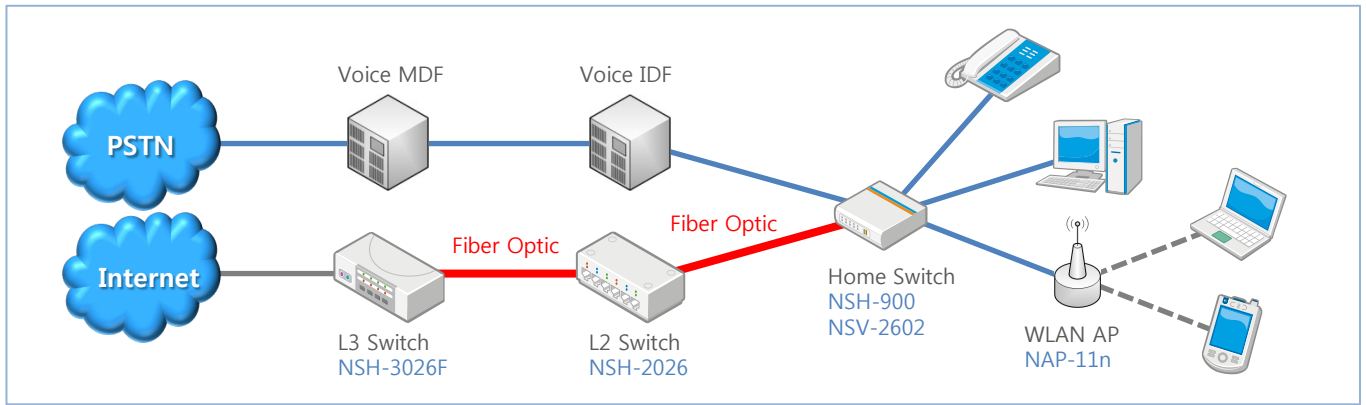 Voice MDF
Voice IDF
PSTN
Internet
Fiber Optic
Fiber Optic
L3 Switch
NSH-3026F
L2 Switch
NSH-2026
Home Switch
NSH-900
NSV-2602
WLAN AP
NAP-11n